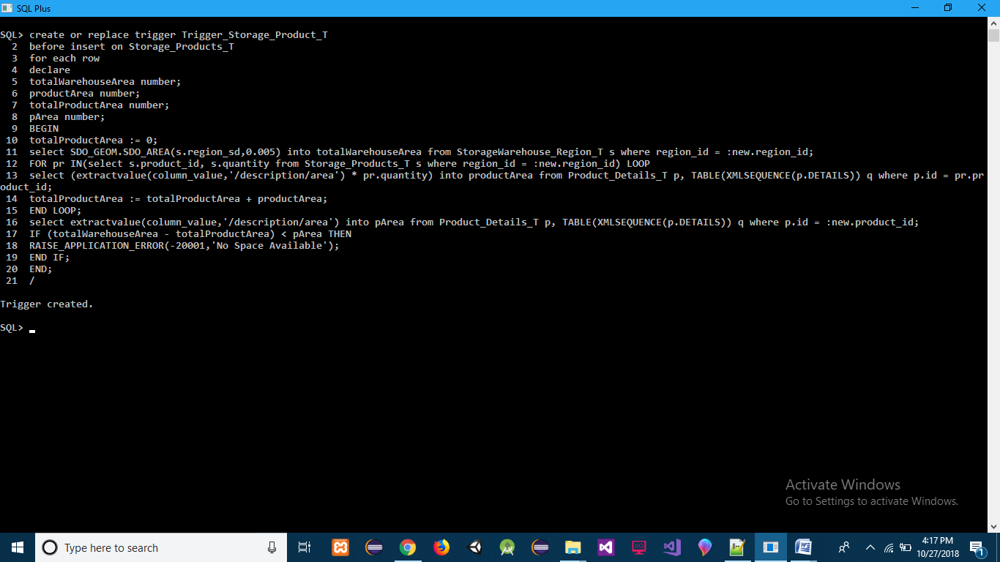 SQL Plus
SQL> create or replace trigger Trigger_Storage_Product_T
2 before insert on Storage_Products_T
3 for each row
4 declare
5 totalWarehouseArea number;
6 productArea number;
7 totalProductArea number;
8 pArea number;
9 BEGIN
10 totalProductArea := 0;
11 select SDO_GEOM.SDO_AREA(s.region_sd,0.005) into totalWarehouseArea from StorageWarehouse_Region_T s where region_id = :new.region_id;
12 FOR pr IN(select s.product_id, s.quantity from Storage_Products_T s where region_id = :new.region_id) LOOP
13 select (extractvalue(column_value,'/description/area') * pr.quantity) into productArea from Product_Details_T p, TABLE(XMLSEQUENCE(p.DETAILS)) q where p.id = pr.pr
oduct_id;
14 totalProductArea := totalProductArea + productArea;
15 END LOOP;
16 select extractvalue(column_value,'/description/area') into pArea from Product_Details_T p, TABLE(XMLSEQUENCE(p.DETAILS)) q where p.id = :new.product_id;
17 IF (totalWarehouseArea - totalProductArea) < pArea THEN
18 RAISE_APPLICATION_ERROR(-20001,'No Space Available');
19 END IF;
20 END;
21 /
Trigger created.
SQL>
Activate Windows
Go to Settings to activate Windows.
Type here to search
4:17 PM
10/27/2018
1